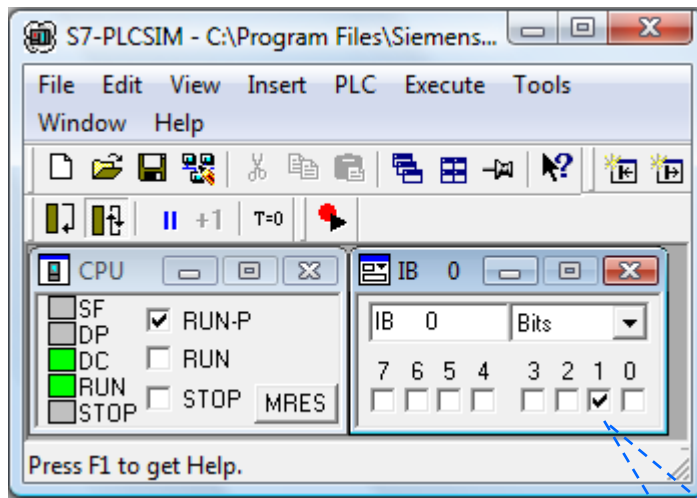 S7-PLCSIM - C:\Program Files\Siemens...
File Edit View Insert PLC Execute Tools
Window Help
+1 T=0
CPU
SF
DP
DC
RUN
STOP
RUN-P
RUN
STOP MRES
IB 0
IB 0 Bits
7 6 5 4 3 2 1 0
Press F1 to get Help.